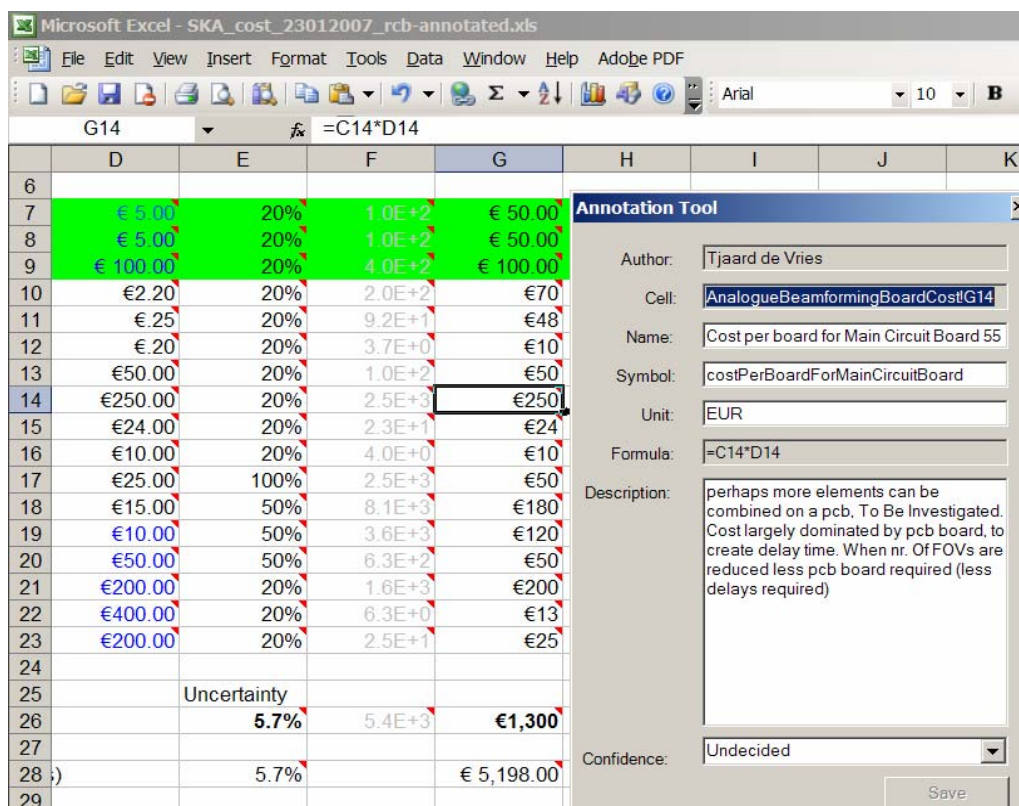 Microsoft Excel - SKA_cost_23012007_rcb-annotated.xls
File Edit View Insert Format Tools Data Window Help Adobe PDF
Σ Arial 10 B
G14 fx =C14*D14
D E F G H I J K
6
7 € 5.00 20% 1.0E+2 € 50.00
8 € 5.00 20% 1.0E+2 € 50.00
9 € 100.00 20% 4.0E+2 € 100.00
10 €2.20 20% 2.0E+2 €70
11 €.25 20% 9.2E+1 €48
12 €.20 20% 3.7E+0 €10
13 €50.00 20% 1.0E+2 €50
14 €250.00 20% 2.5E+3 €250
15 €24.00 20% 2.3E+1 €24
16 €10.00 20% 4.0E+0 €10
17 €25.00 100% 2.5E+3 €50
18 €15.00 50% 8.1E+3 €180
19 €10.00 50% 3.6E+3 €120
20 €50.00 50% 6.3E+2 €50
21 €200.00 20% 1.6E+3 €200
22 €400.00 20% 6.3E+0 €13
23 €200.00 20% 2.5E+1 €25
24
25 Uncertainty
26 5.7% 5.4E+3 €1,300
27
28 ;) 5.7% € 5,198.00
29
Annotation Tool
Author: Tjaard de Vries
Cell: AnalogueBeamformingBoardCost!G14
Name: Cost per board for Main Circuit Board 55
Symbol: costPerBoardForMainCircuitBoard
Unit: EUR
Formula: =C14*D14
Description: perhaps more elements can be
combined on a pcb, To Be Investigated.
Cost largely dominated by pcb board, to
create delay time. When nr. Of FOVs are
reduced less pcb board required (less
delays required)
Confidence: Undecided
Save